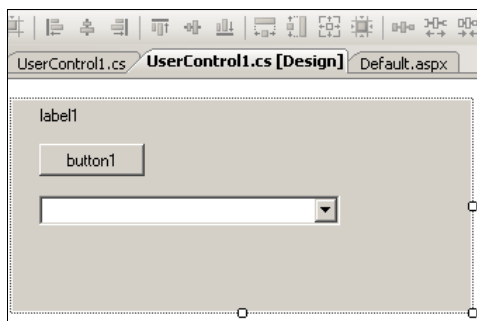 UserControl1.cs UserControl1.cs [Design] Default.aspx
label1
button1